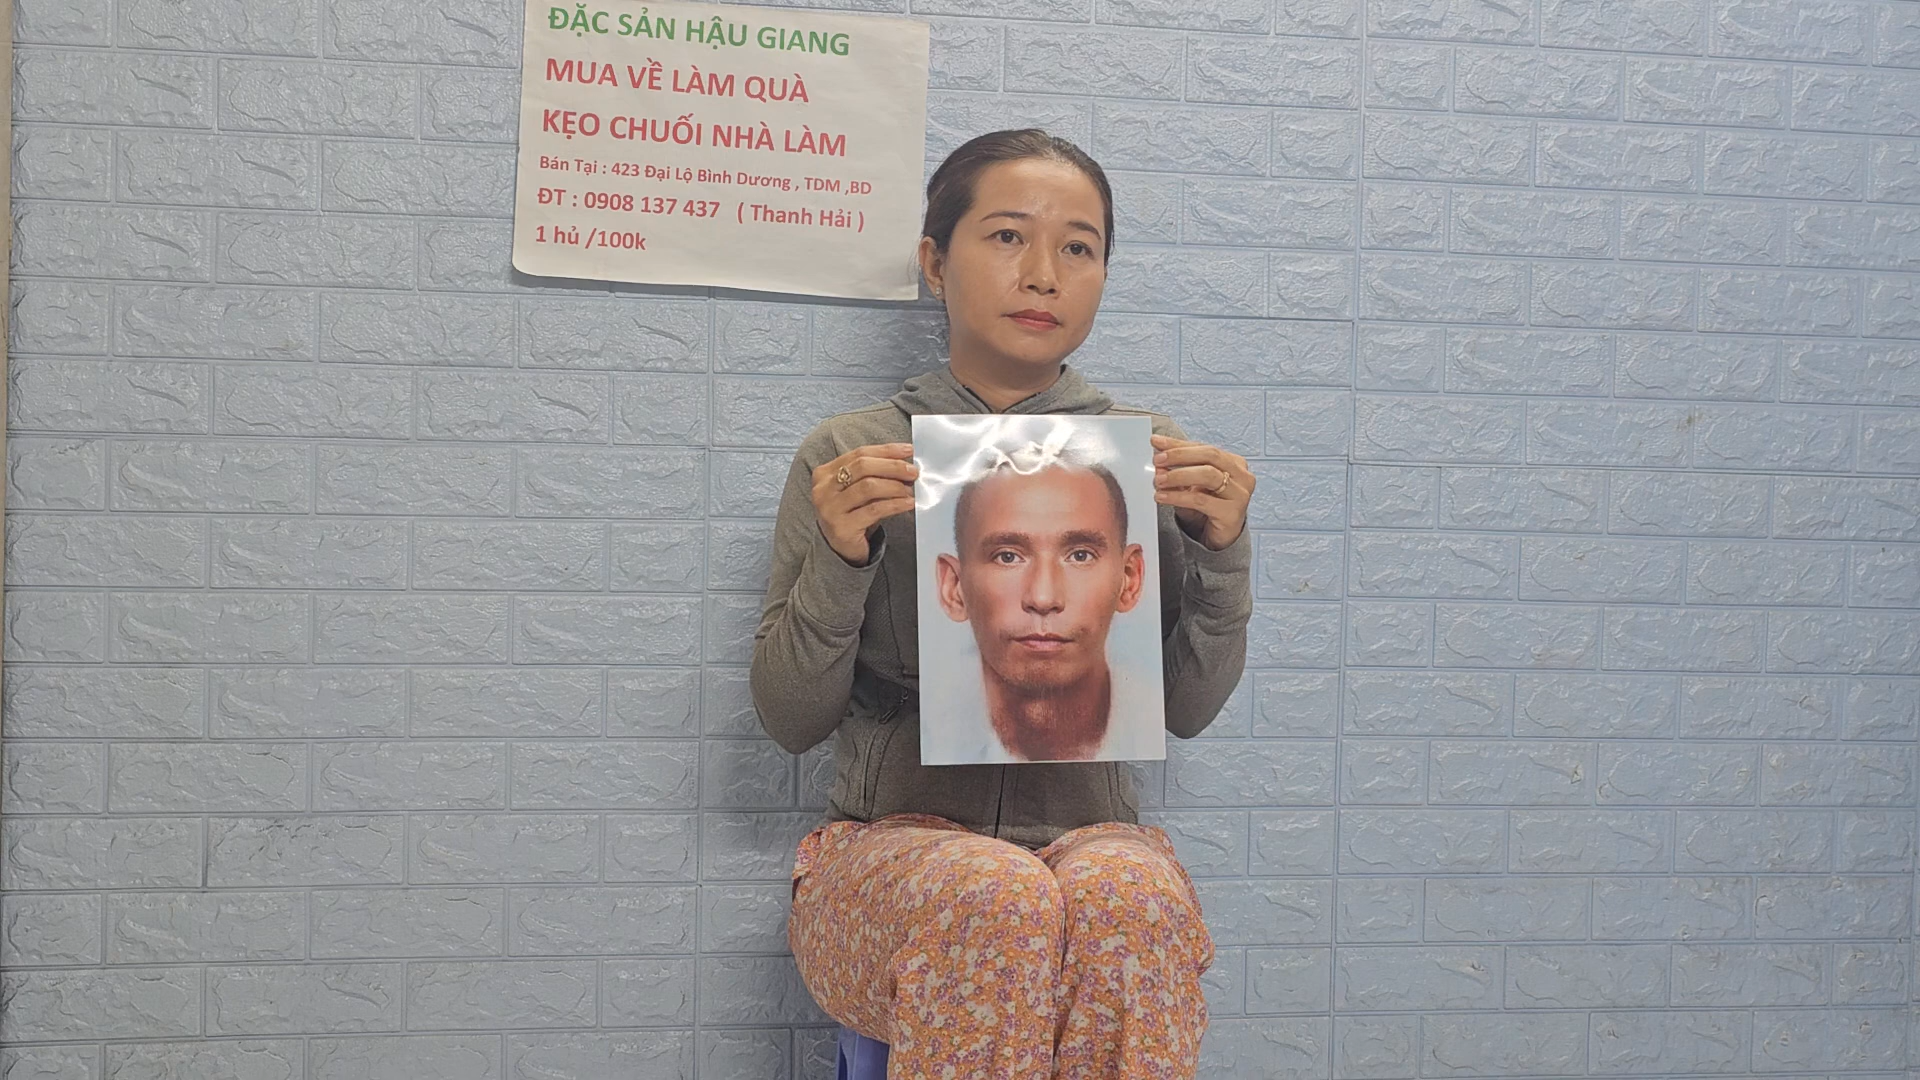 ĐẶC SẢN HẬU GIANG
MUA VỀ LÀM QUÀ
KẸO CHUỐI NHÀ LÀM
Bán Tại : 423 Đại Lộ Bình Dương , TDM ,BD
ĐT : 0908 137 437 ( Thanh Hải )
1 hủ /100k